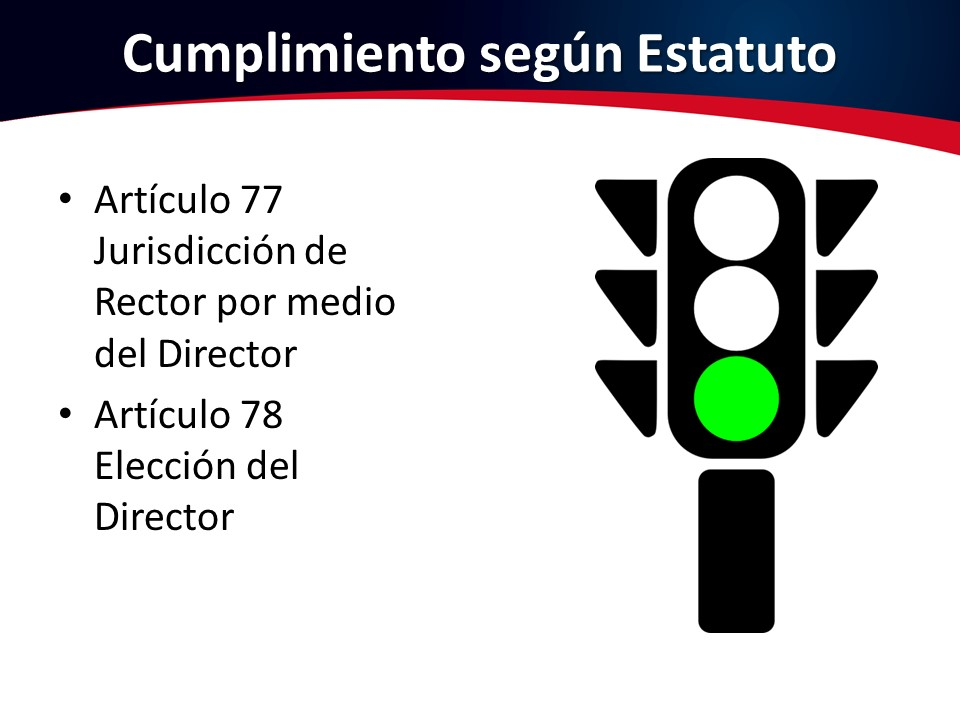 Cumplimiento según Estatuto
• Artículo 77
Jurisdicción de
Rector por medio
del Director
• Artículo 78
Elección del
Director